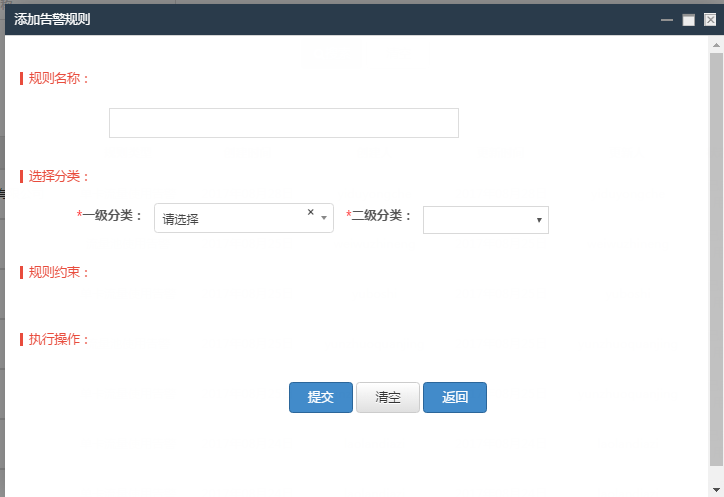 添加告警规则
规则名称：
选择分类：
*一级分类： 请选择 × *二级分类：
规则约束：
执行操作：
提交 清空 返回